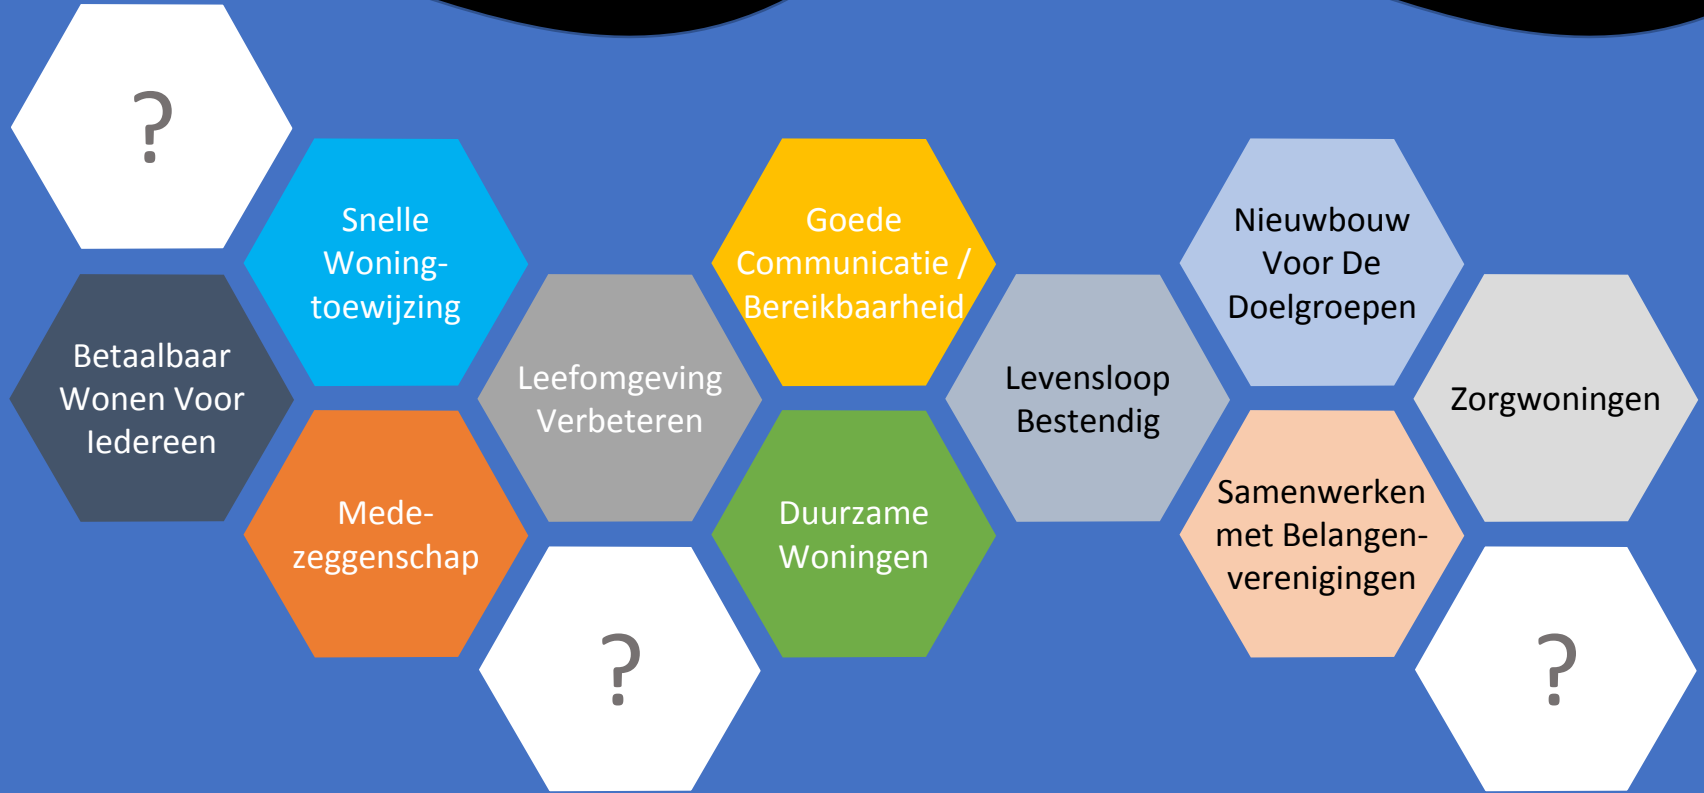 ?
Snelle
Woning-
toewijzing
Goede
Communicatie /
Bereikbaarheid
Nieuwbouw
Voor De
Doelgroepen
Betaalbaar
Wonen Voor
Iedereen
Leefomgeving
Verbeteren
Levensloop
Bestendig
Zorgwoningen
Mede-
zeggenschap
Duurzame
Woningen
Samenwerken
met Belangen-
verenigingen
?
?